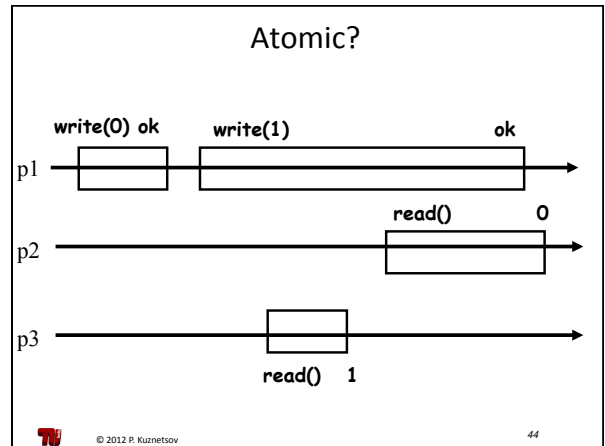 Atomic?
write(0) ok write(1) ok
p1
read() 0
p2
p3
read() 1
© 2012 P. Kuznetsov 44